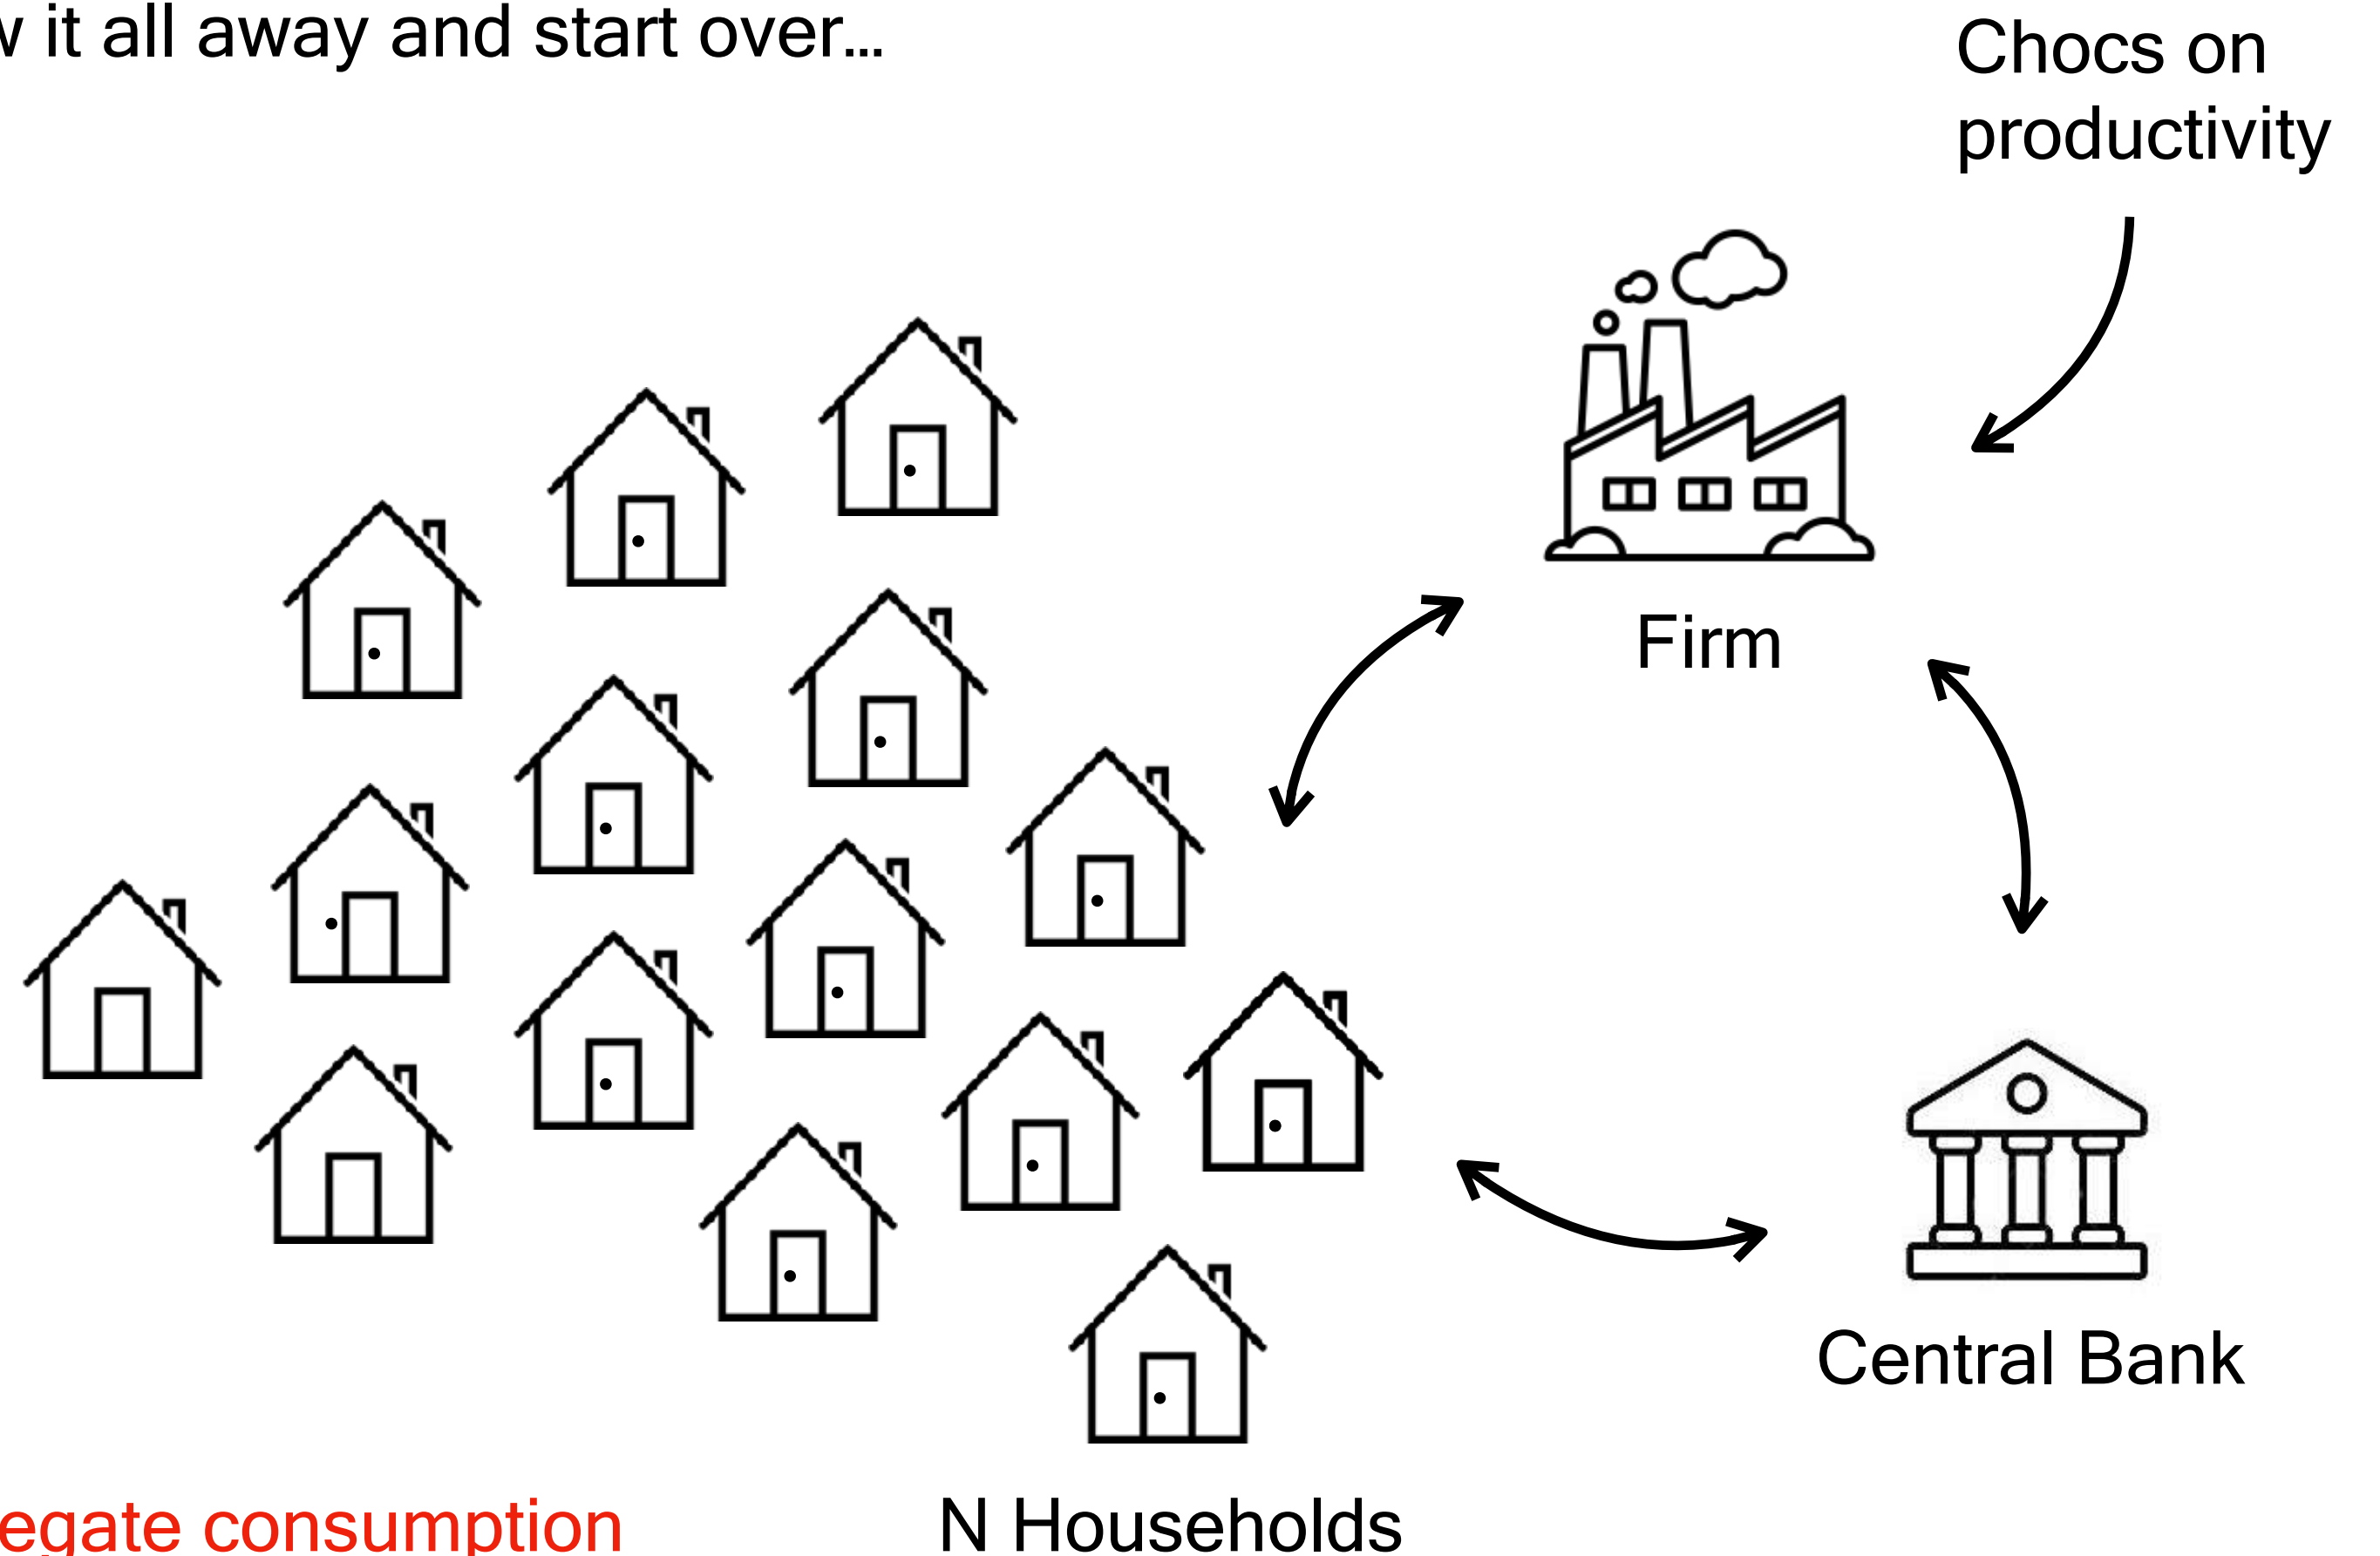 it all away and start over...
Chocs on
productivity
Firm
Central Bank
egate consumption
N Households